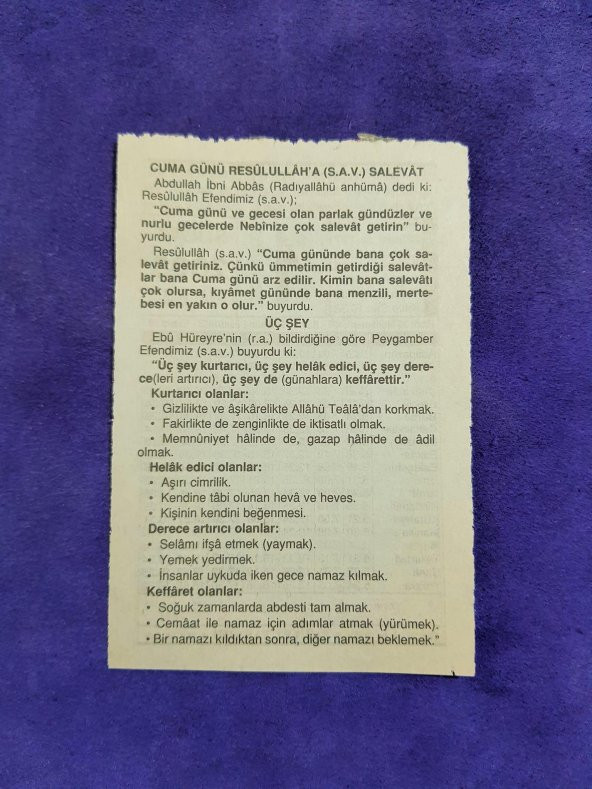 CUMA GÜNÜ RESÛLULLÂH'A (S.A.V.) SALEVÂT
Abdullah İbni Abbâs (Radıyallâhü anhümâ) dedi ki:
Resûlullâh Efendimiz (s.a.v.);
“Cuma günü ve gecesi olan parlak gündüzler ve
nurlu gecelerde Nebinize çok salevât getirin” bu-
yurdu.
Resûlullâh (s.a.v.) “Cuma gününde bana çok sa-
levât getiriniz. Çünkü ümmetimin getirdiği salevât-
lar bana Cuma günü arz edilir. Kimin bana salevâtı
çok olursa, kıyâmet gününde bana menzili, merte-
besi en yakın o olur.” buyurdu.
ÜÇ ŞEY
Ebû Hüreyre'nin (r.a.) bildirdiğine göre Peygamber
Efendimiz (s.a.v.) buyurdu ki:
“Üç şey kurtarıcı, üç şey helâk edici, üç şey dere-
ce(leri artırıcı), üç şey de (günahlara) keffârettir.”
Kurtarıcı olanlar:
• Gizlilikte ve âşikârelikte Allâhü Teâlâ'dan korkmak.
• Fakirlikte de zenginlikte de iktisatlı olmak.
• Memnûniyet hâlinde de, gazap hâlinde de âdil
olmak.
Helâk edici olanlar:
• Aşırı cimrilik.
• Kendine tâbi olunan hevâ ve heves.
• Kişinin kendini beğenmesi.
Derece artırıcı olanlar:
• Selâmı ifşâ etmek (yaymak).
• Yemek yedirmek.
• İnsanlar uykuda iken gece namaz kılmak.
Keffâret olanlar:
• Soğuk zamanlarda abdesti tam almak.
• Cemâat ile namaz için adımlar atmak (yürümek).
• Bir namazı kıldıktan sonra, diğer namazı beklemek.”